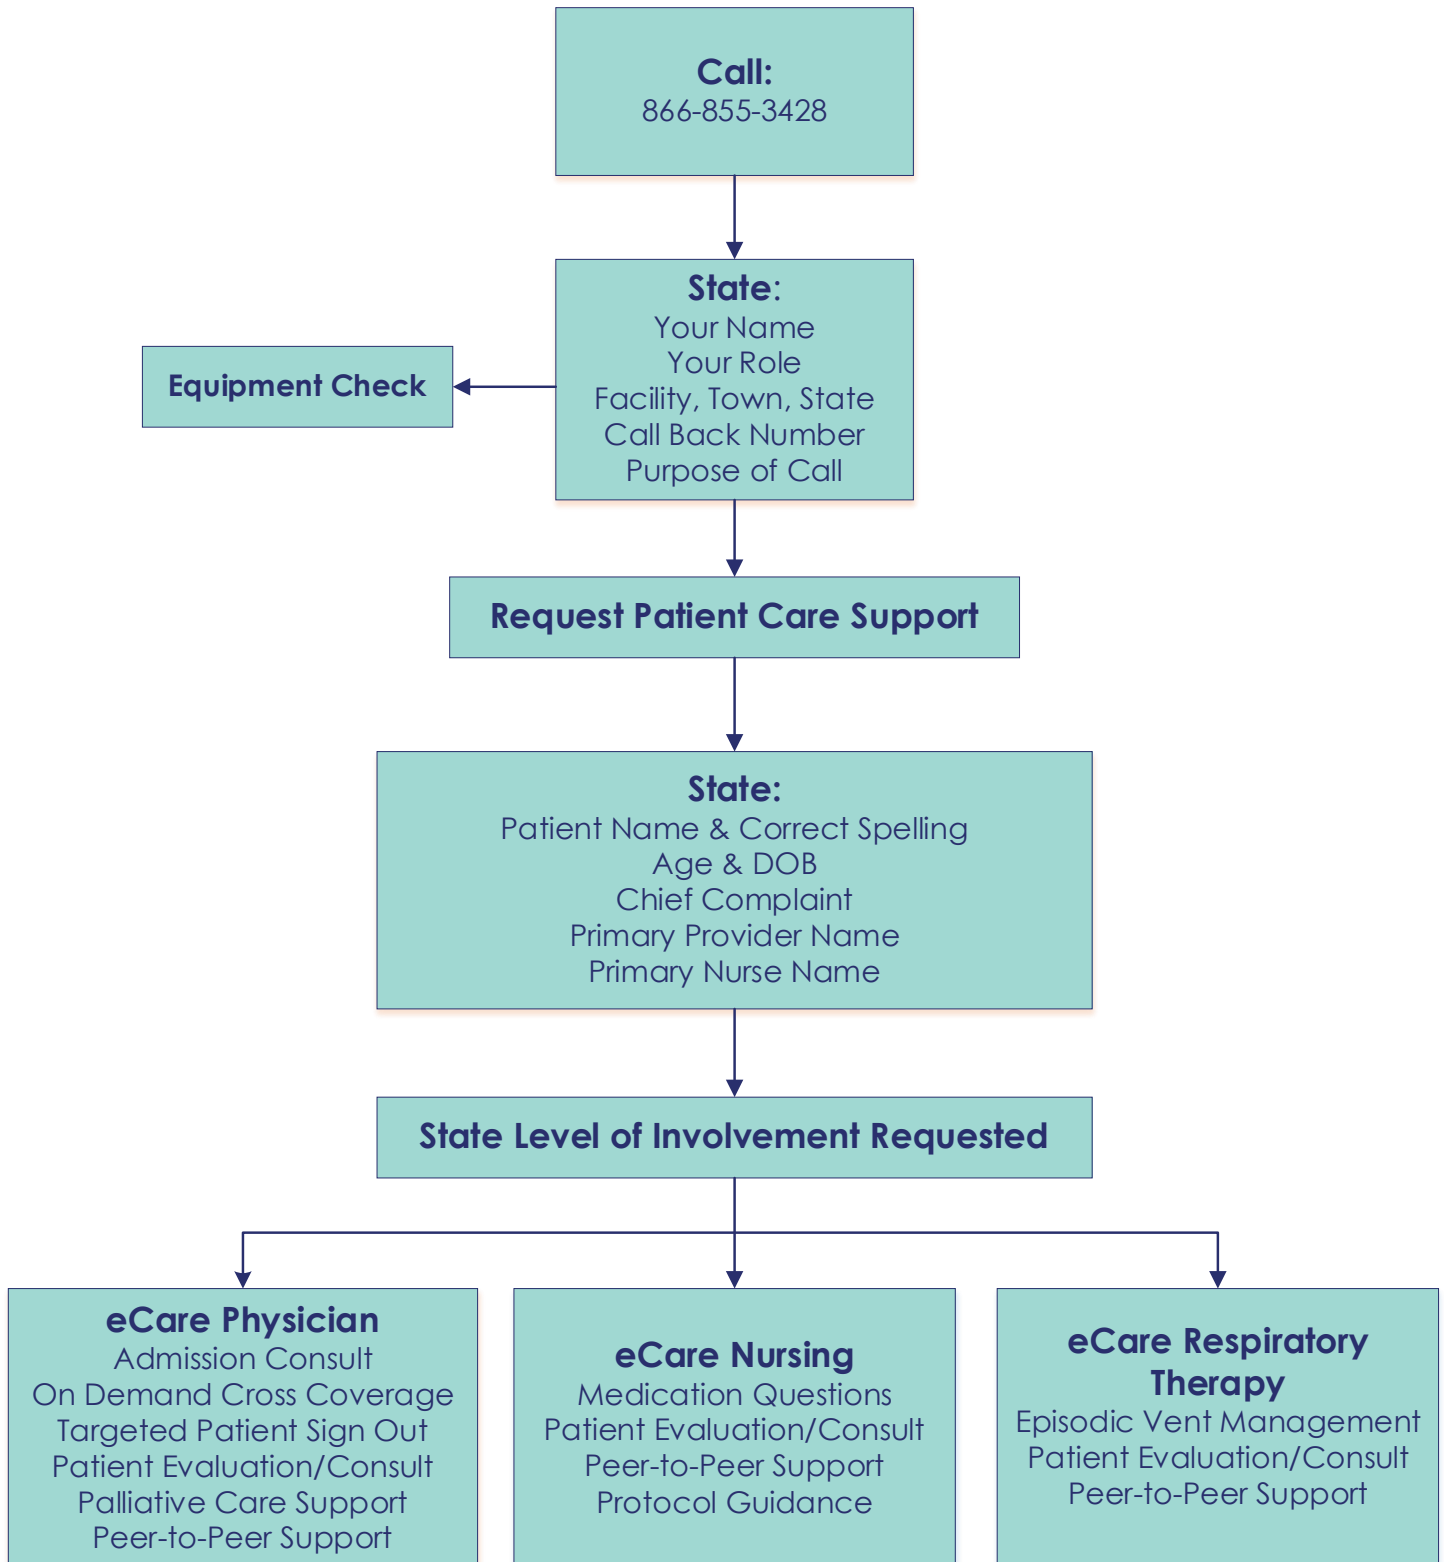 Call:
866-855-3428
State:
Your Name
Your Role
Facility, Town, State
Call Back Number
Purpose of Call
Equipment Check
Request Patient Care Support
State:
Patient Name & Correct Spelling
Age & DOB
Chief Complaint
Primary Provider Name
Primary Nurse Name
State Level of Involvement Requested
eCare Physician
Admission Consult
On Demand Cross Coverage
Targeted Patient Sign Out
Patient Evaluation/Consult
Palliative Care Support
Peer-to-Peer Support
eCare Nursing
Medication Questions
Patient Evaluation/Consult
Peer-to-Peer Support
Protocol Guidance
eCare Respiratory
Therapy
Episodic Vent Management
Patient Evaluation/Consult
Peer-to-Peer Support